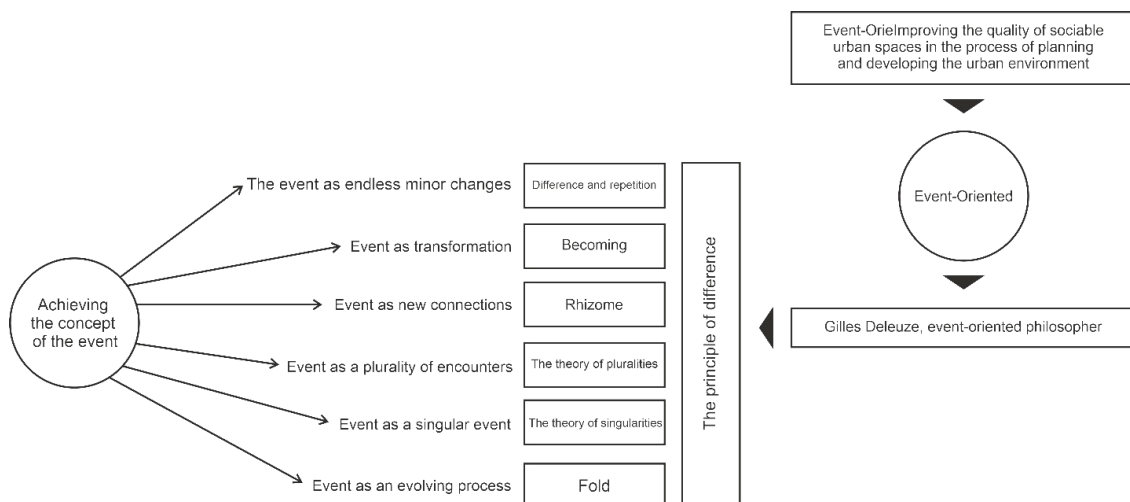 Event-OrieImproving the quality of sociable
urban spaces in the process of planning
and developing the urban environment
Event-Oriented
Gilles Deleuze, event-oriented philosopher
The principle of difference
The event as endless minor changes
Difference and repetition
Event as transformation
Becoming
Event as new connections
Rhizome
Event as a plurality of encounters
The theory of pluralities
Event as a singular event
The theory of singularities
Event as an evolving process
Fold
Achieving
the concept
of the event